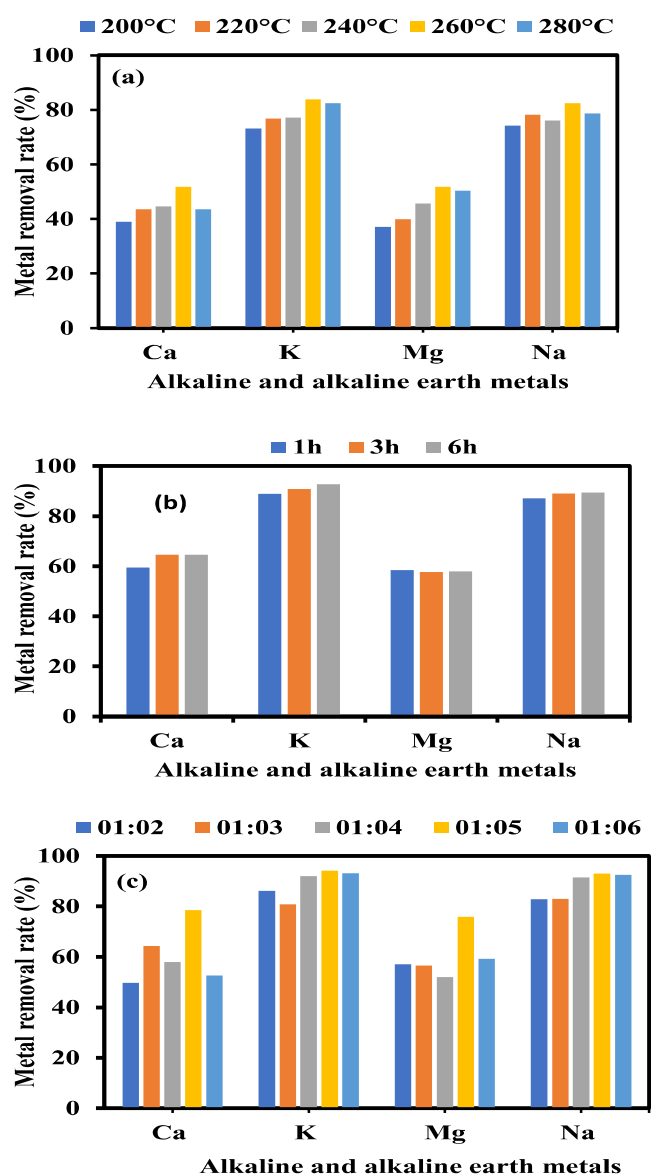 200°C 220°C 240°C 260°C 280°C
(a)
Metal removal rate (%)
100
80
60
40
20
0
Ca K Mg Na
Alkaline and alkaline earth metals
1h 3h 6h
(b)
Metal removal rate (%)
100
80
60
40
20
0
Ca K Mg Na
Alkaline and alkaline earth metals
01:02 01:03 01:04 01:05 01:06
(c)
Metal removal rate (%)
100
80
60
40
20
0
Ca K Mg Na
Alkaline and alkaline earth metals